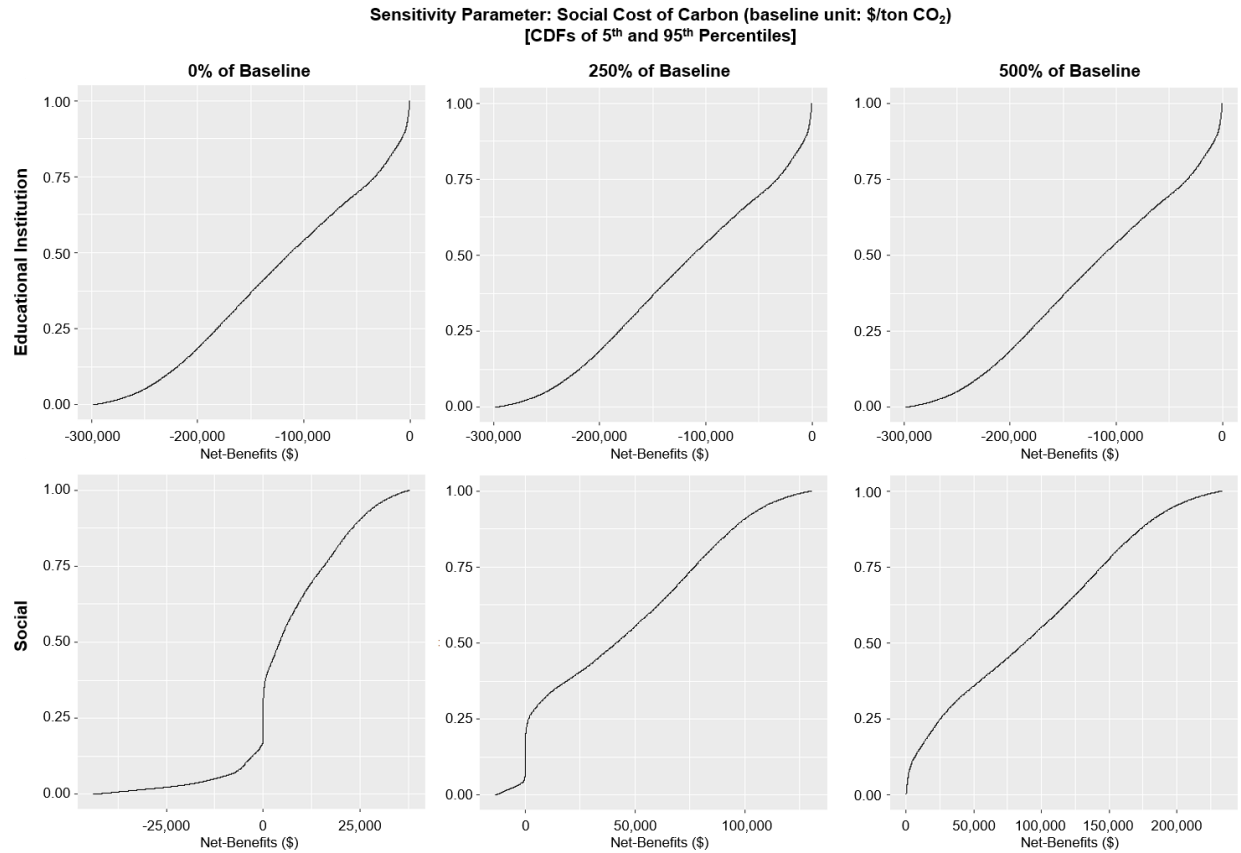 Sensitivity Parameter: Social Cost of Carbon (baseline unit: $/ton CO₂)
[CDFs of 5th and 95th Percentiles]
0% of Baseline
250% of Baseline
500% of Baseline
Educational Institution
1.00
0.75
0.50
0.25
0.00
-300,000 -200,000 -100,000 0
Net-Benefits ($)
1.00
0.75
0.50
0.25
0.00
-300,000 -200,000 -100,000 0
Net-Benefits ($)
1.00
0.75
0.50
0.25
0.00
-300,000 -200,000 -100,000 0
Net-Benefits ($)
Social
1.00
0.75
0.50
0.25
0.00
-25,000 0 25,000
Net-Benefits ($)
1.00
0.75
0.50
0.25
0.00
0 50,000 100,000
Net-Benefits ($)
1.00
0.75
0.50
0.25
0.00
0 50,000 100,000 150,000 200,000
Net-Benefits ($)